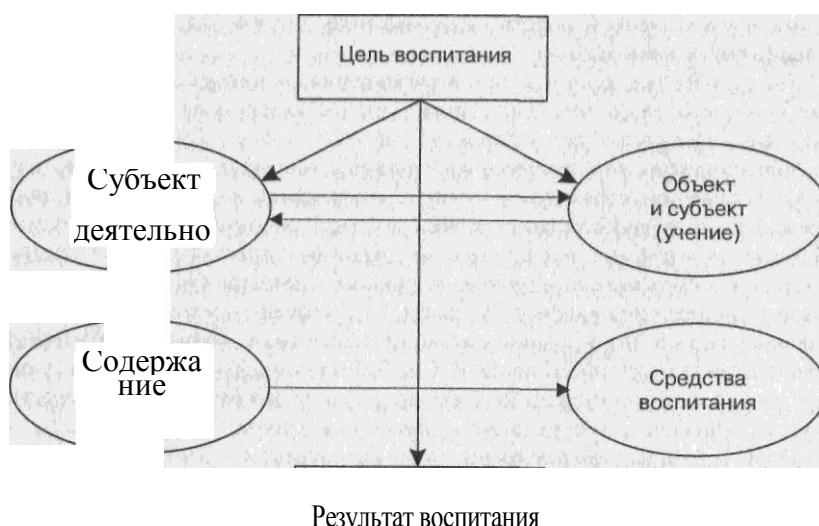 Цель воспитания
Субъект
деятельно
Объект
и субъект
(учение)
Содержа
ние
Средства
воспитания
Результат воспитания